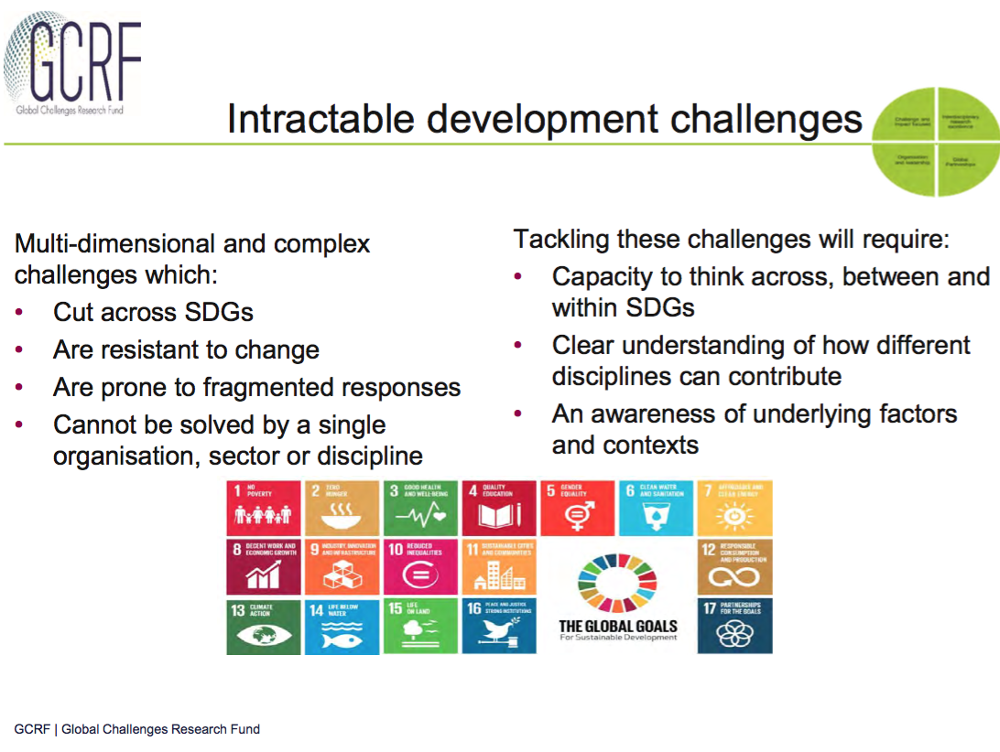 GCRF
Global Challenges Research Fund
Intractable development challenges
Challenge and
impact focused
Interdisciplinary
research
excellence
Organisation
and leadership
Global
Partnerships
Multi-dimensional and complex
challenges which:
• Cut across SDGs
• Are resistant to change
• Are prone to fragmented responses
• Cannot be solved by a single
organisation, sector or discipline
Tackling these challenges will require:
• Capacity to think across, between and
within SDGs
• Clear understanding of how different
disciplines can contribute
• An awareness of underlying factors
and contexts
1 NO
POVERTY
2 ZERO
HUNGER
3 GOOD HEALTH
AND WELL-BEING
4 QUALITY
EDUCATION
5 GENDER
EQUALITY
6 CLEAN WATER
AND SANITATION
7 AFFORDABLE AND
CLEAN ENERGY
8 DECENT WORK AND
ECONOMIC GROWTH
9 INDUSTRY, INNOVATION
AND INFRASTRUCTURE
10 REDUCED
INEQUALITIES
11 SUSTAINABLE CITIES
AND COMMUNITIES
12 RESPONSIBLE
CONSUMPTION
AND PRODUCTION
13 CLIMATE
ACTION
14 LIFE BELOW
WATER
15 LIFE
ON LAND
16 PEACE AND JUSTICE
STRONG INSTITUTIONS
THE GLOBAL GOALS
For Sustainable Development
17 PARTNERSHIPS
FOR THE GOALS
GCRF | Global Challenges Research Fund